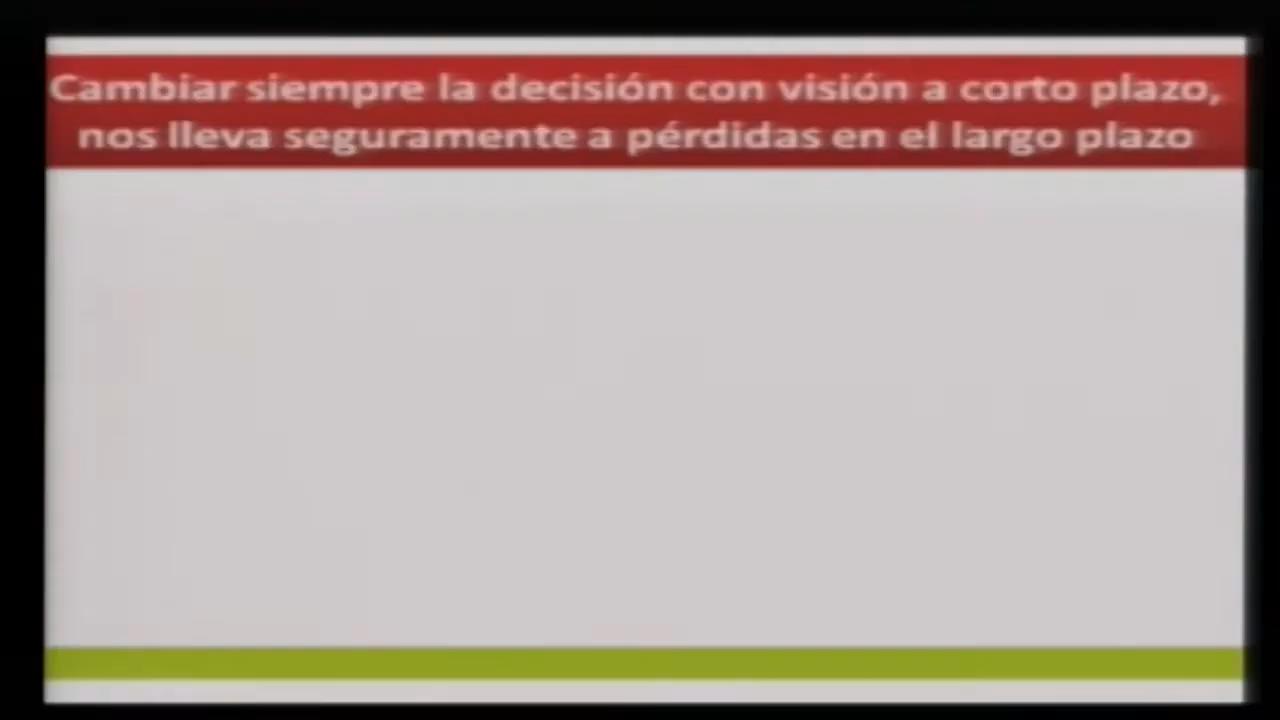 Cambiar siempre la decisión con visión a corto plazo,
nos lleva seguramente a pérdidas en el largo plazo